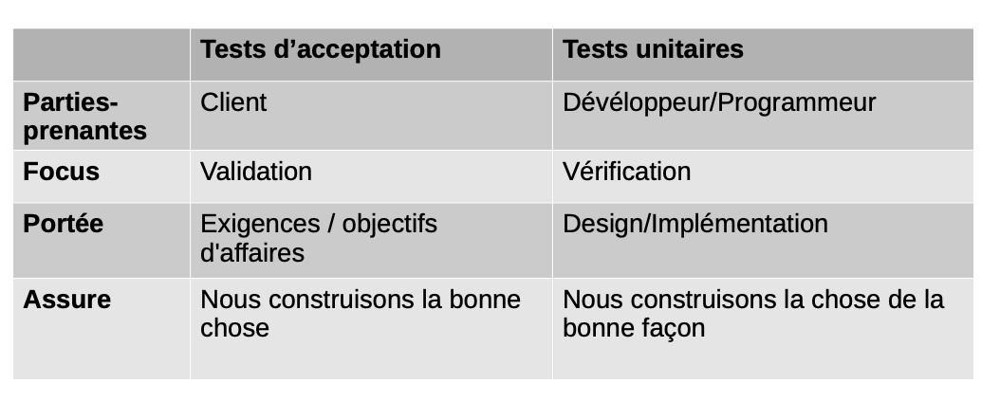 Tests d’acceptation
Tests unitaires
Parties-
prenantes
Client
Dévéloppeur/Programmeur
Focus
Validation
Vérification
Portée
Exigences / objectifs
d'affaires
Design/Implémentation
Assure
Nous construisons la bonne
chose
Nous construisons la chose de la
bonne façon